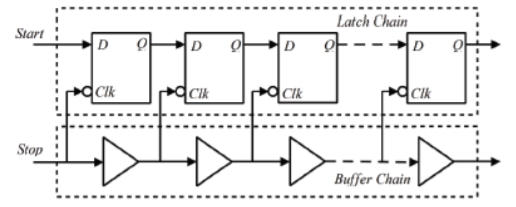 Latch Chain
Start
D Q D Q D Q D Q
Clk Clk Clk Clk
Stop
Buffer Chain